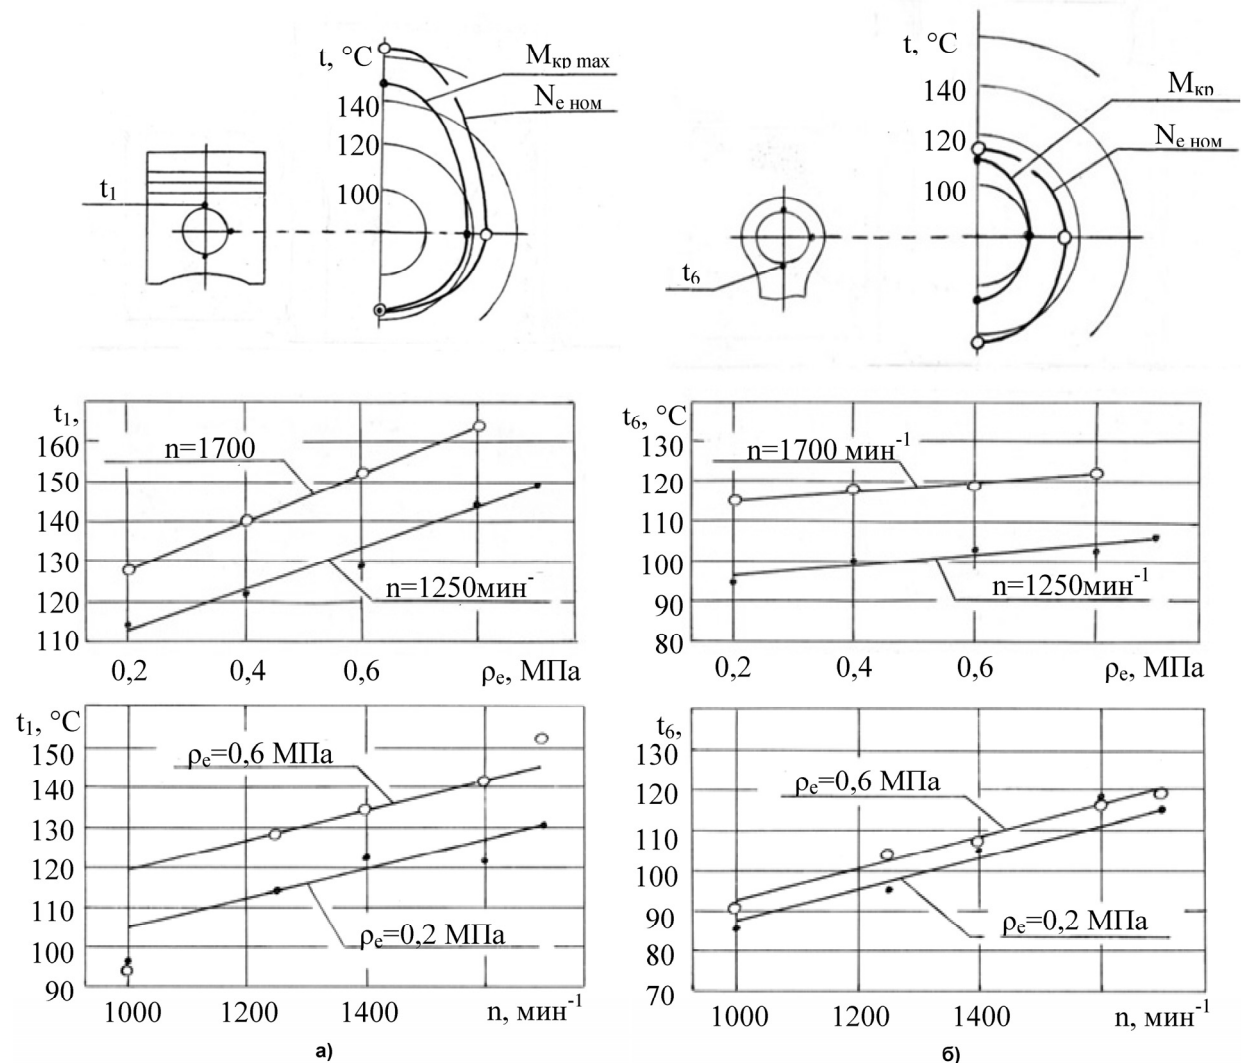 t, °C
Mкр max
Nе ном
140
120
100
t₁
t, °C
Mкр
Nе ном
140
120
100
t₆
t₁,
160
150
140
130
120
110
n=1700
n=1250мин⁻
0,2 0,4 0,6 ρe, МПа
t₆, °C
130
120
110
100
90
80
n=1700 мин⁻¹
n=1250мин⁻¹
0,2 0,4 0,6 ρe, МПа
t₁, °C
150
140
130
120
110
100
90
ρe=0,6 МПа
ρe=0,2 МПа
1000 1200 1400 n, мин⁻¹
а)
t₆,
130
120
110
100
90
80
70
ρe=0,6 МПа
ρe=0,2 МПа
1000 1200 1400 n, мин⁻¹
б)